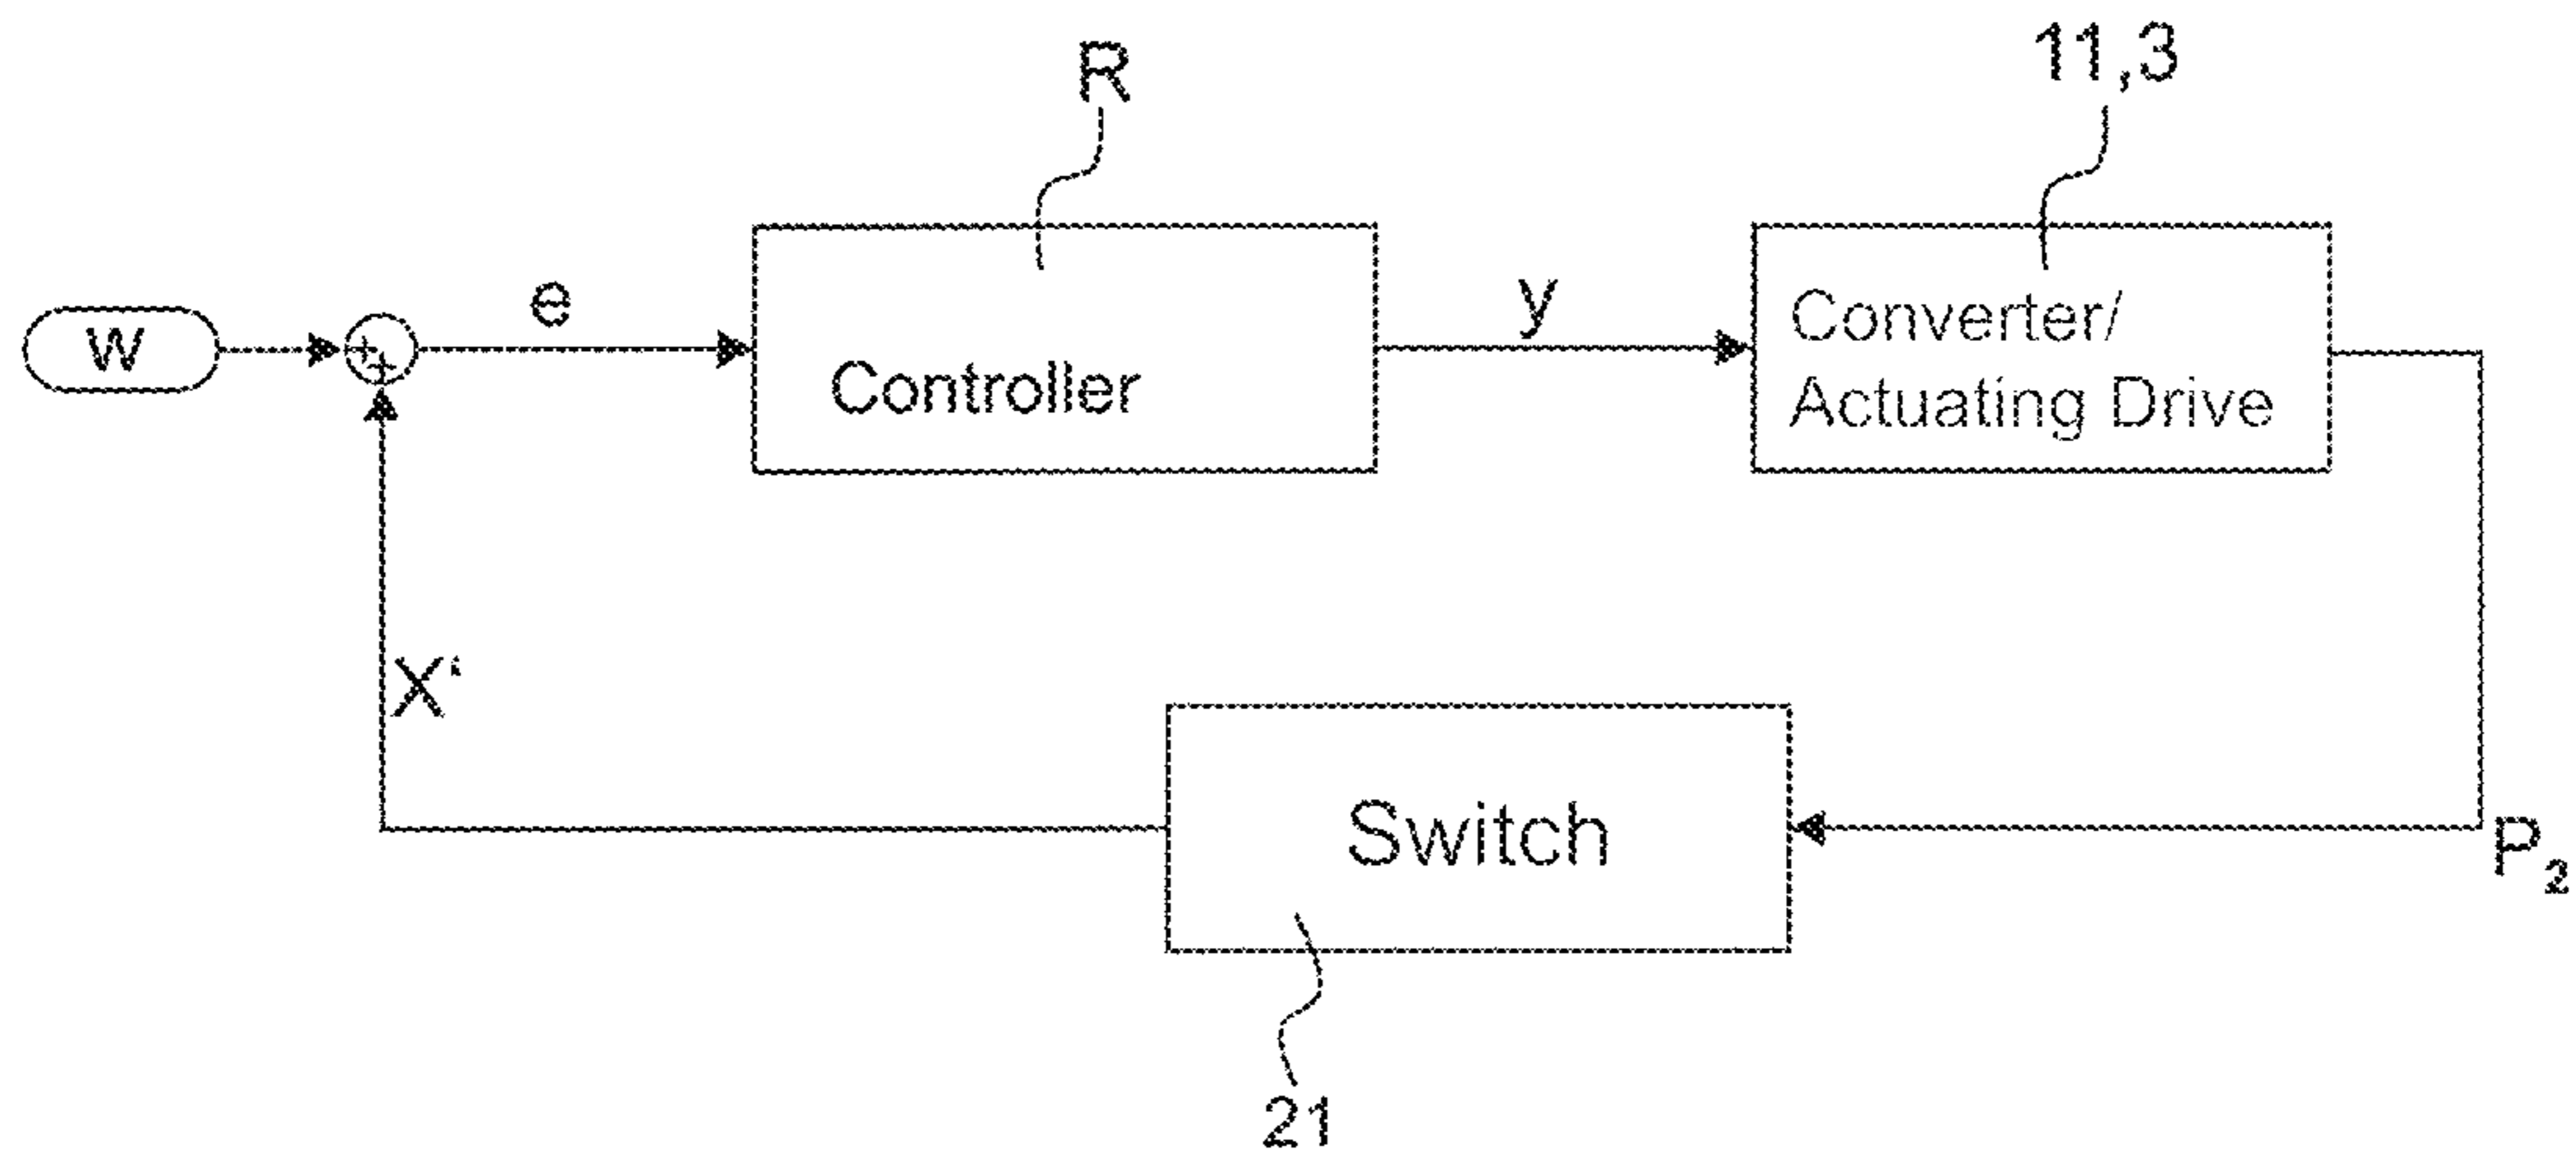 R
11,3
W
+
+
e
Controller
y
Converter/
Actuating Drive
X‘
Switch
P2
21